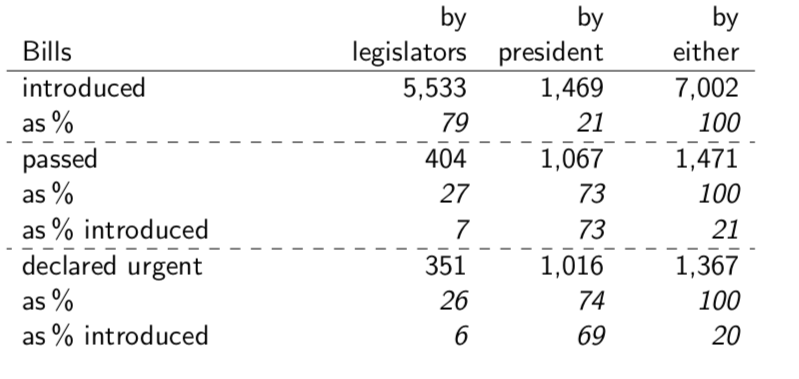 by by by
Bills legislators president either
introduced 5,533 1,469 7,002
as % 79 21 100
passed 404 1,067 1,471
as % 27 73 100
as % introduced 7 73 21
declared urgent 351 1,016 1,367
as % 26 74 100
as % introduced 6 69 20